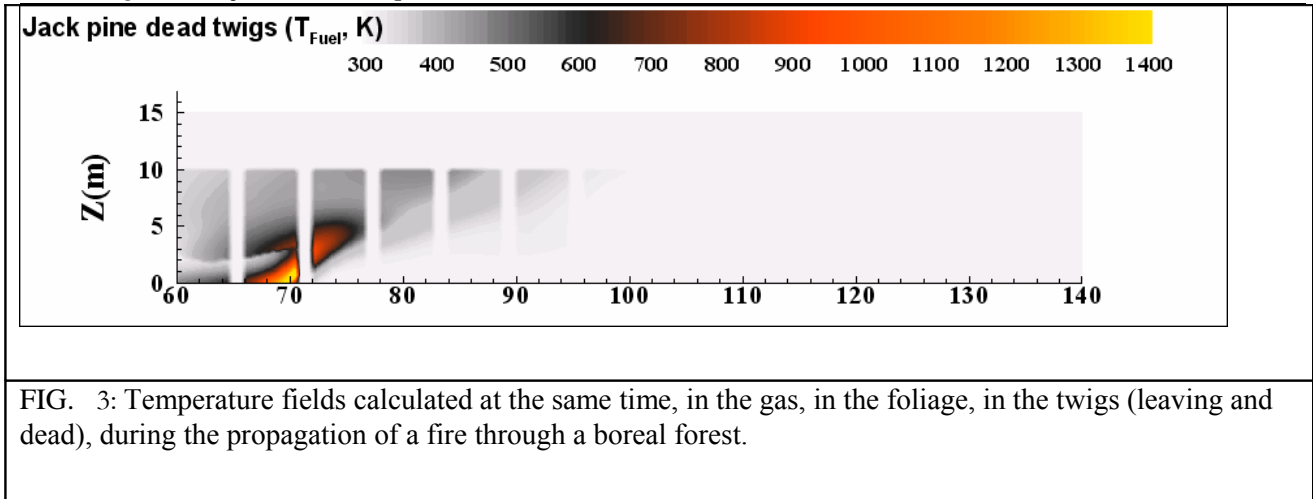 Jack pine dead twigs (T_Fuel, K)
300 400 500 600 700 800 900 1000 1100 1200 1300 1400
15
10
Z(m)
5
0
60 70 80 90 100 110 120 130 140
FIG. 3: Temperature fields calculated at the same time, in the gas, in the foliage, in the twigs (leaving and
dead), during the propagation of a fire through a boreal forest.